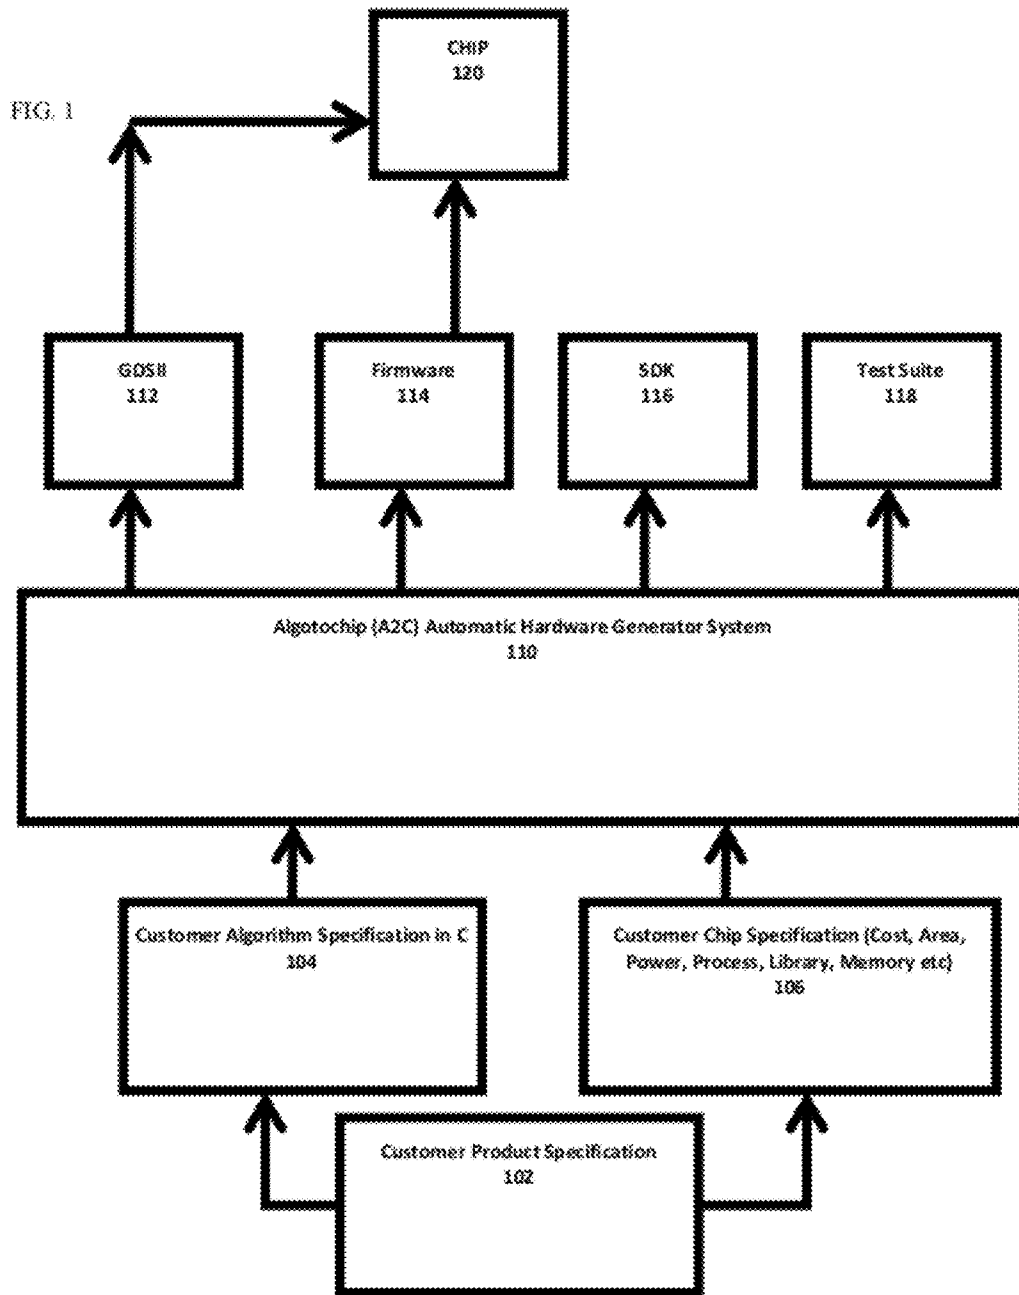 CHIP
120
FIG. 1
GDSII
112
Firmware
114
SDK
116
Test Suite
118
Algotochip (A2C) Automatic Hardware Generator System
110
Customer Algorithm Specification in C
104
Customer Chip Specification (Cost, Area,
Power, Process, Library, Memory etc)
106
Customer Product Specification
102